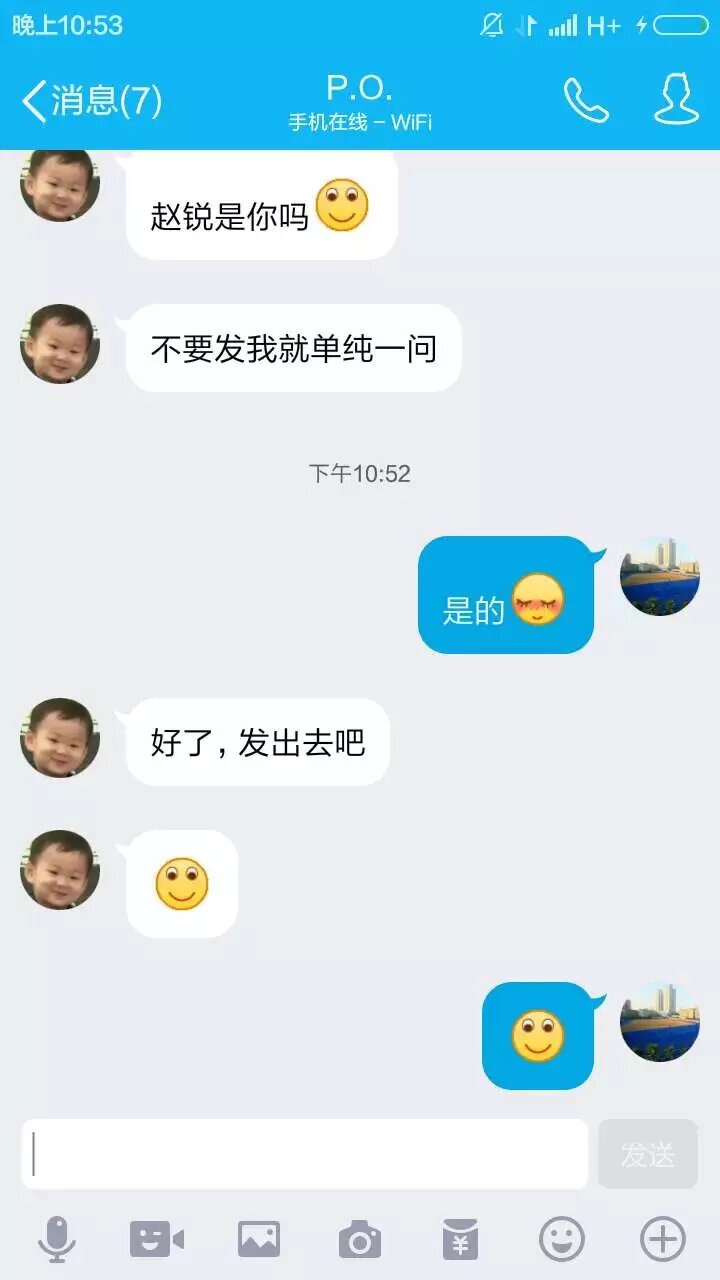 晚上10:53
H+
消息(7)
P.O.
手机在线 – WiFi
赵锐是你吗
不要发我就单纯一问
下午10:52
是的
好了，发出去吧
发送